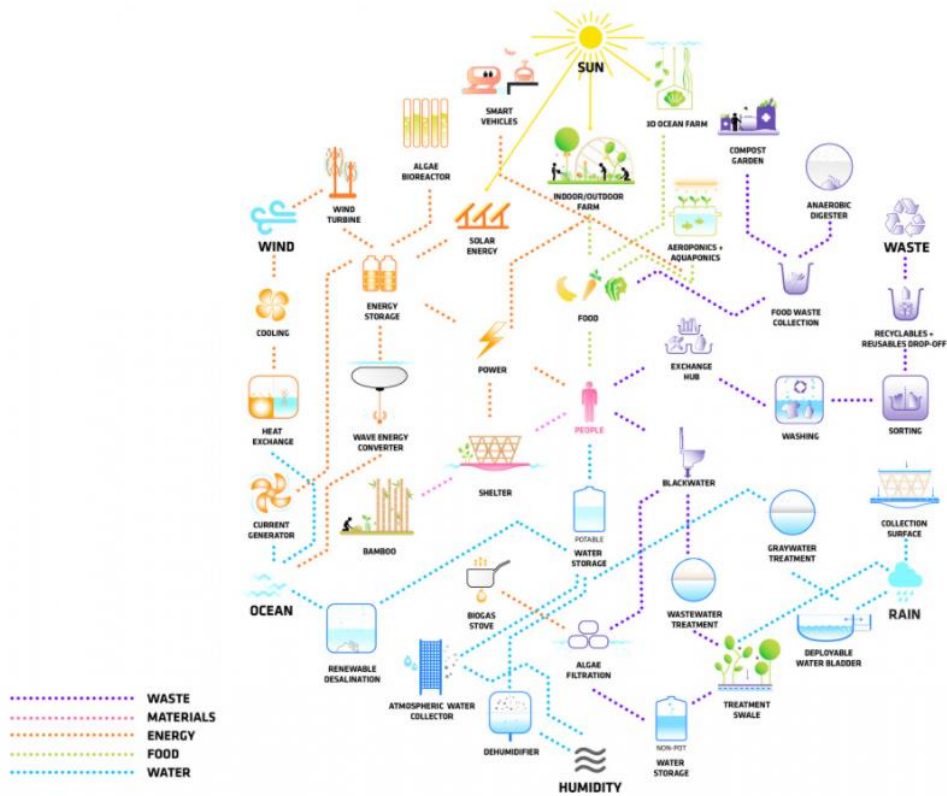 SUN
SMART
VEHICLES
3D OCEAN FARM
COMPOST
GARDEN
ALGAE
BIOREACTOR
INDOOR/OUTDOOR
FARM
ANAEROBIC
DIGESTER
WIND
TURBINE
WIND
SOLAR
ENERGY
AEROPONICS +
AQUAPONICS
WASTE
ENERGY
STORAGE
FOOD
FOOD WASTE
COLLECTION
COOLING
RECYCLABLES +
REUSABLES DROP-OFF
POWER
EXCHANGE
HUB
HEAT
EXCHANGE
WAVE ENERGY
CONVERTER
PEOPLE
WASHING
SORTING
SHELTER
BLACKWATER
CURRENT
GENERATOR
BAMBOO
POTABLE
WATER
STORAGE
GRAYWATER
TREATMENT
COLLECTION
SURFACE
OCEAN
BIOGAS
STOVE
WASTEWATER
TREATMENT
RAIN
RENEWABLE
DESALINATION
ALGAE
FILTRATION
DEPLOYABLE
WATER BLADDER
ATMOSPHERIC WATER
COLLECTOR
TREATMENT
SWALE
DEHUMIDIFIER
NON-POT
WATER
STORAGE
HUMIDITY
WASTE
MATERIALS
ENERGY
FOOD
WATER